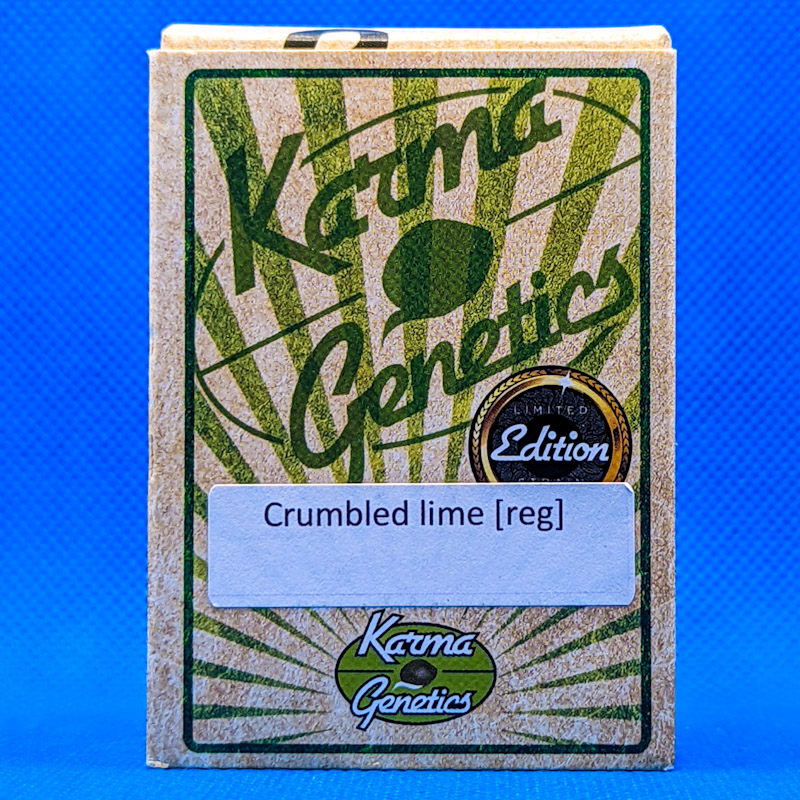 Karma
Genetics
LIMITED
Edition
Crumbled lime [reg]
Karma
Genetics